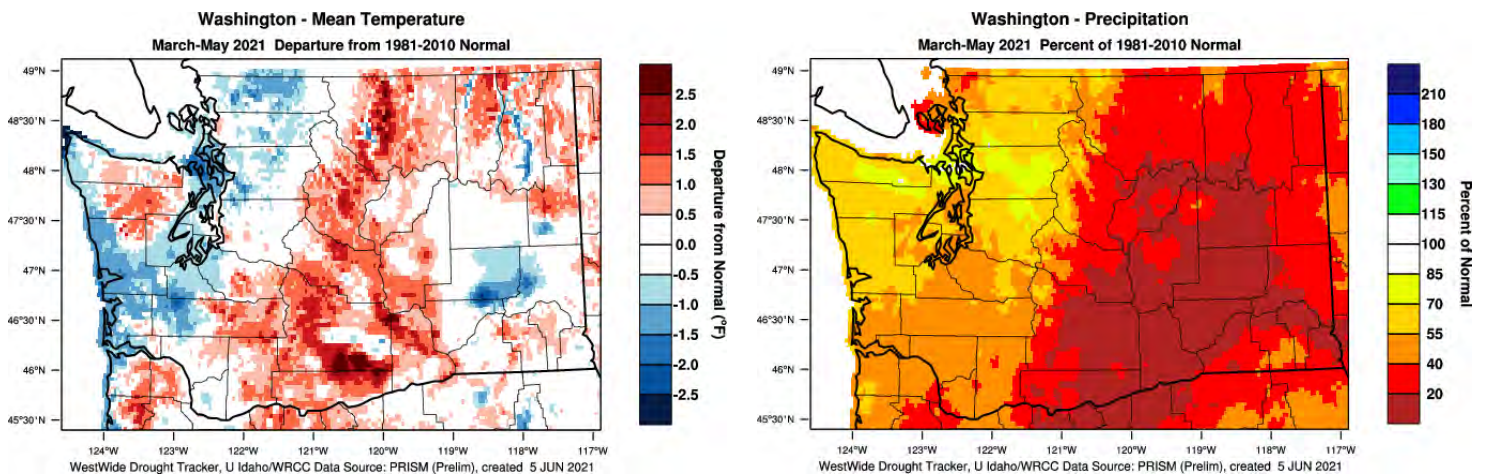 Washington - Mean Temperature
March-May 2021 Departure from 1981-2010 Normal
49°N
48°30'N
48°N
47°30'N
47°N
46°30'N
46°N
45°30'N
124°W
123°W
122°W
121°W
120°W
119°W
118°W
117°W
2.5
2.0
1.5
1.0
0.5
0.0
-0.5
-1.0
-1.5
-2.0
-2.5
Departure from Normal (°F)
WestWide Drought Tracker, U Idaho/WRCC Data Source: PRISM (Prelim), created 5 JUN 2021
Washington - Precipitation
March-May 2021 Percent of 1981-2010 Normal
49°N
48°30'N
48°N
47°30'N
47°N
46°30'N
46°N
45°30'N
124°W
123°W
122°W
121°W
120°W
119°W
118°W
117°W
210
180
150
130
115
100
85
70
55
40
20
Percent of Normal
WestWide Drought Tracker, U Idaho/WRCC Data Source: PRISM (Prelim), created 5 JUN 2021